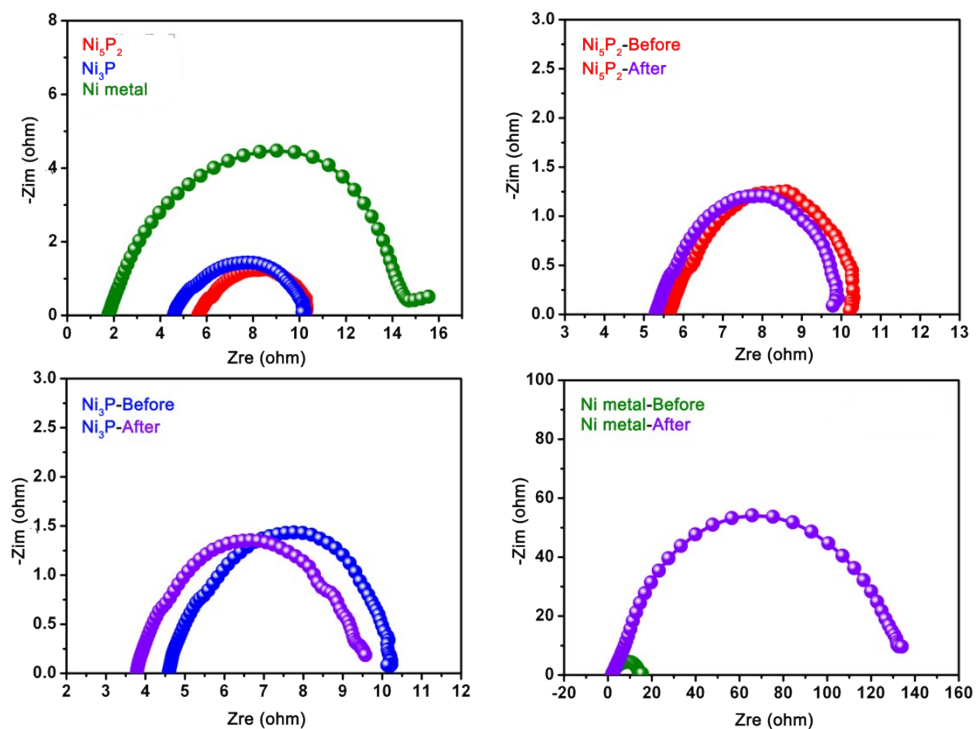 8
6
4
2
0
-Zim (ohm)
Ni₅P₂
Ni₃P
Ni metal
0 2 4 6 8 10 12 14 16
Zre (ohm)
3.0
2.5
2.0
1.5
1.0
0.5
0.0
-Zim (ohm)
Ni₅P₂-Before
Ni₅P₂-After
3 4 5 6 7 8 9 10 11 12 13
Zre (ohm)
3.0
2.5
2.0
1.5
1.0
0.5
0.0
-Zim (ohm)
Ni₃P-Before
Ni₃P-After
2 3 4 5 6 7 8 9 10 11 12
Zre (ohm)
100
80
60
40
20
0
-Zim (ohm)
Ni metal-Before
Ni metal-After
-20 0 20 40 60 80 100 120 140 160
Zre (ohm)